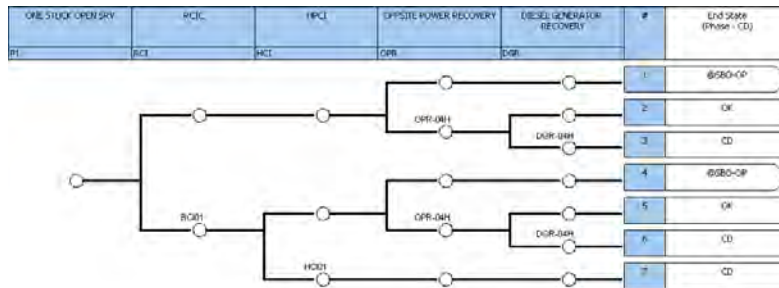 ONE STUCK OPEN SRV
RCIC
HPCI
OPPSITE POWER RECOVERY
DIESEL GENERATOR
RECOVERY
#
End State
(Phase - CD)
P1
RCI
HCI
OPR
DGR
1
@SBO-OP
OPR-04H
2
OK
DGR-04H
3
CD
4
@SBO-OP
RCI01
OPR-04H
5
OK
DGR-04H
6
CD
HCI01
7
CD